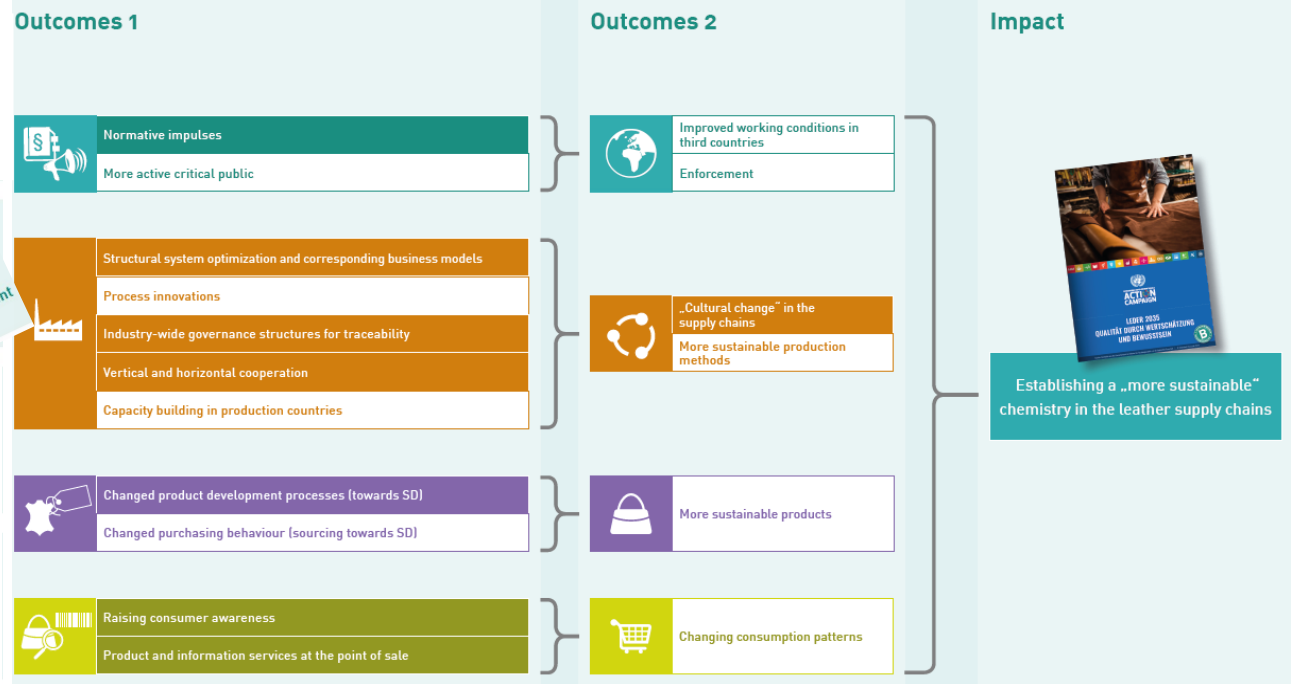 Outcomes 1
Outcomes 2
Impact
§
Normative impulses
More active critical public
Improved working conditions in
third countries
Enforcement
Structural system optimization and corresponding business models
Process innovations
Industry-wide governance structures for traceability
Vertical and horizontal cooperation
Capacity building in production countries
nt
„Cultural change“ in the
supply chains
More sustainable production
methods
ACTION
CAMPAIGN
LEDER 2035
QUALITÄT DURCH WERTSCHÄTZUNG
UND BEWUSSTSEIN
B
Establishing a „more sustainable“
chemistry in the leather supply chains
Changed product development processes (towards SD)
Changed purchasing behaviour (sourcing towards SD)
More sustainable products
Raising consumer awareness
Product and information services at the point of sale
Changing consumption patterns